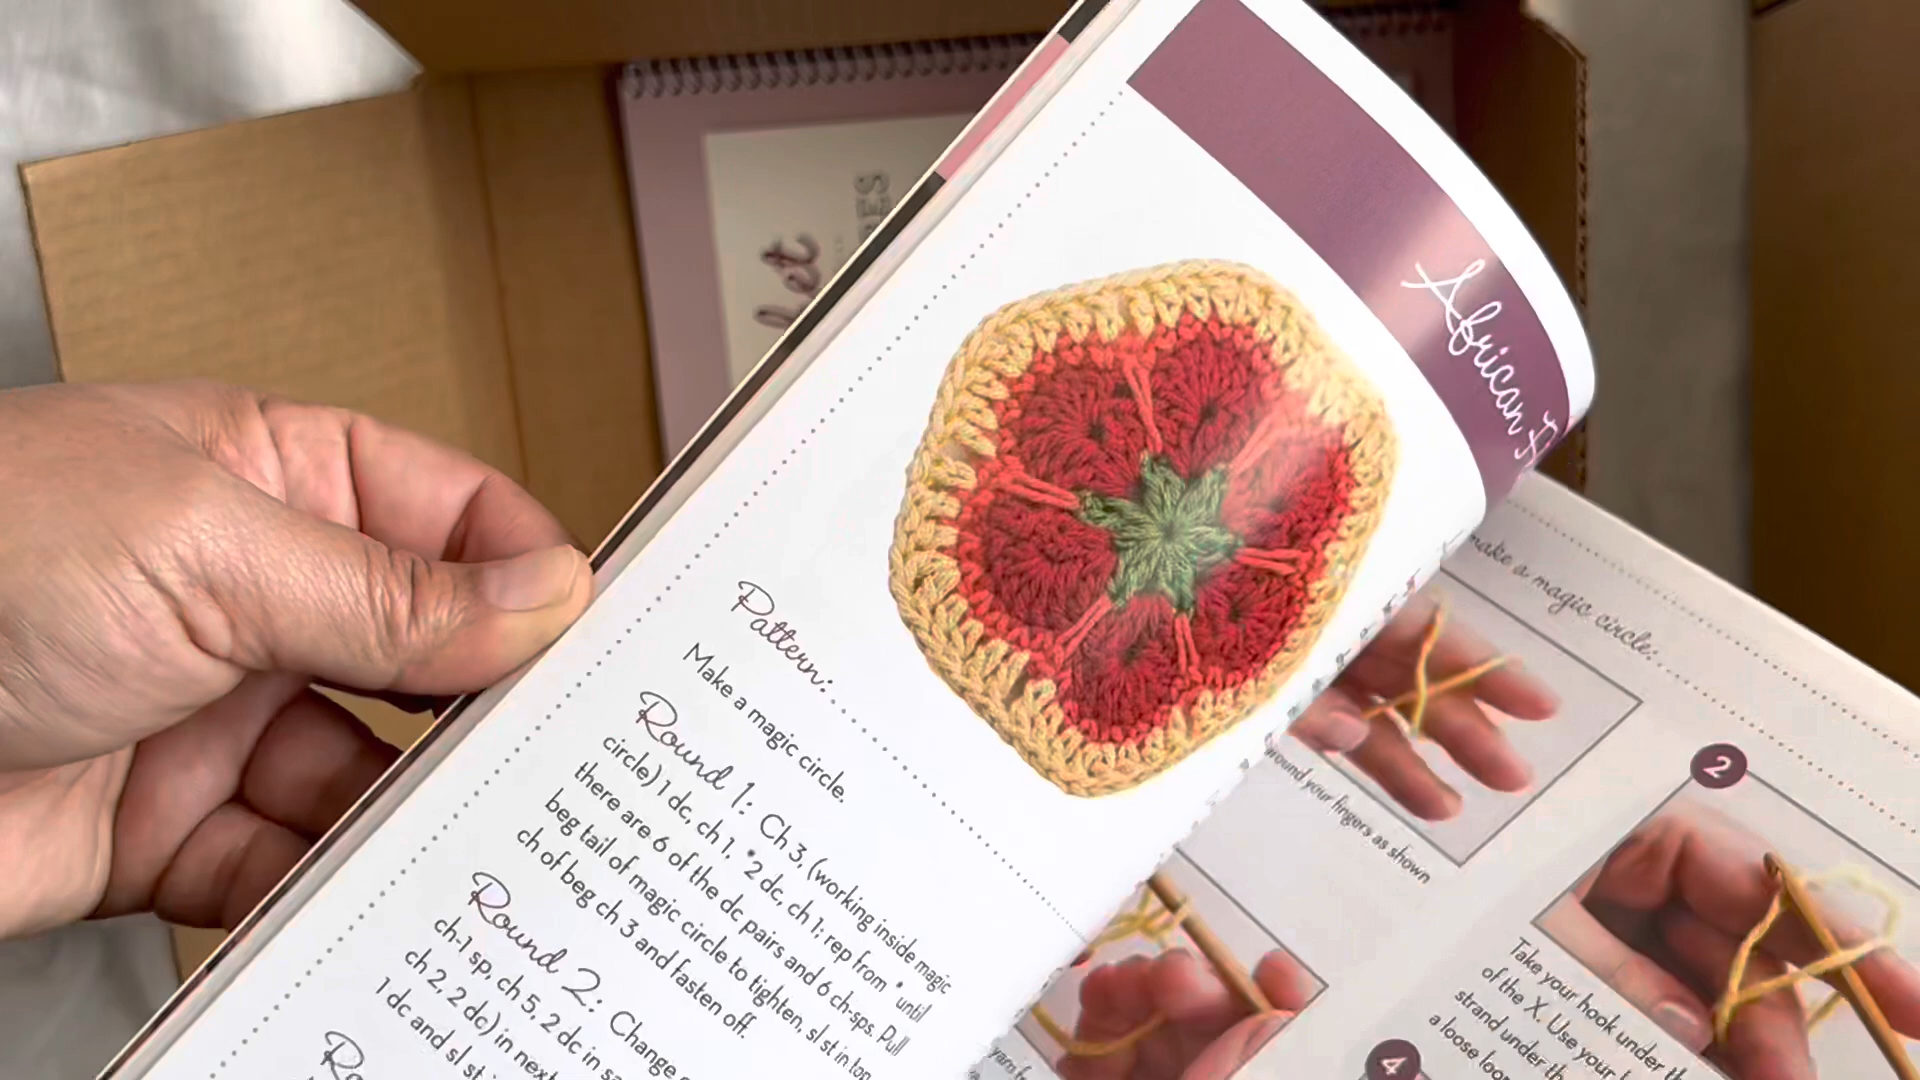 African
Pattern:
Make a magic circle.
Round 1: Ch 3, (working inside magic
circle) 1 dc, ch 1, *2 dc, ch 1; rep from *until
there are 6 of the dc pairs and 6 ch-sps. Pull
beg tail of magic circle to tighten, sl st in top
ch of beg ch 3 and fasten off.
Round 2: Change
ch-1 sp, ch 5, 2 dc in
ch 2, 2 dc) in next
1 dc and sl st
make a magic circle.
around your fingers as shown
2
Take your hook under the
of the X. Use your
strand under the
a loose loop
4
yarn